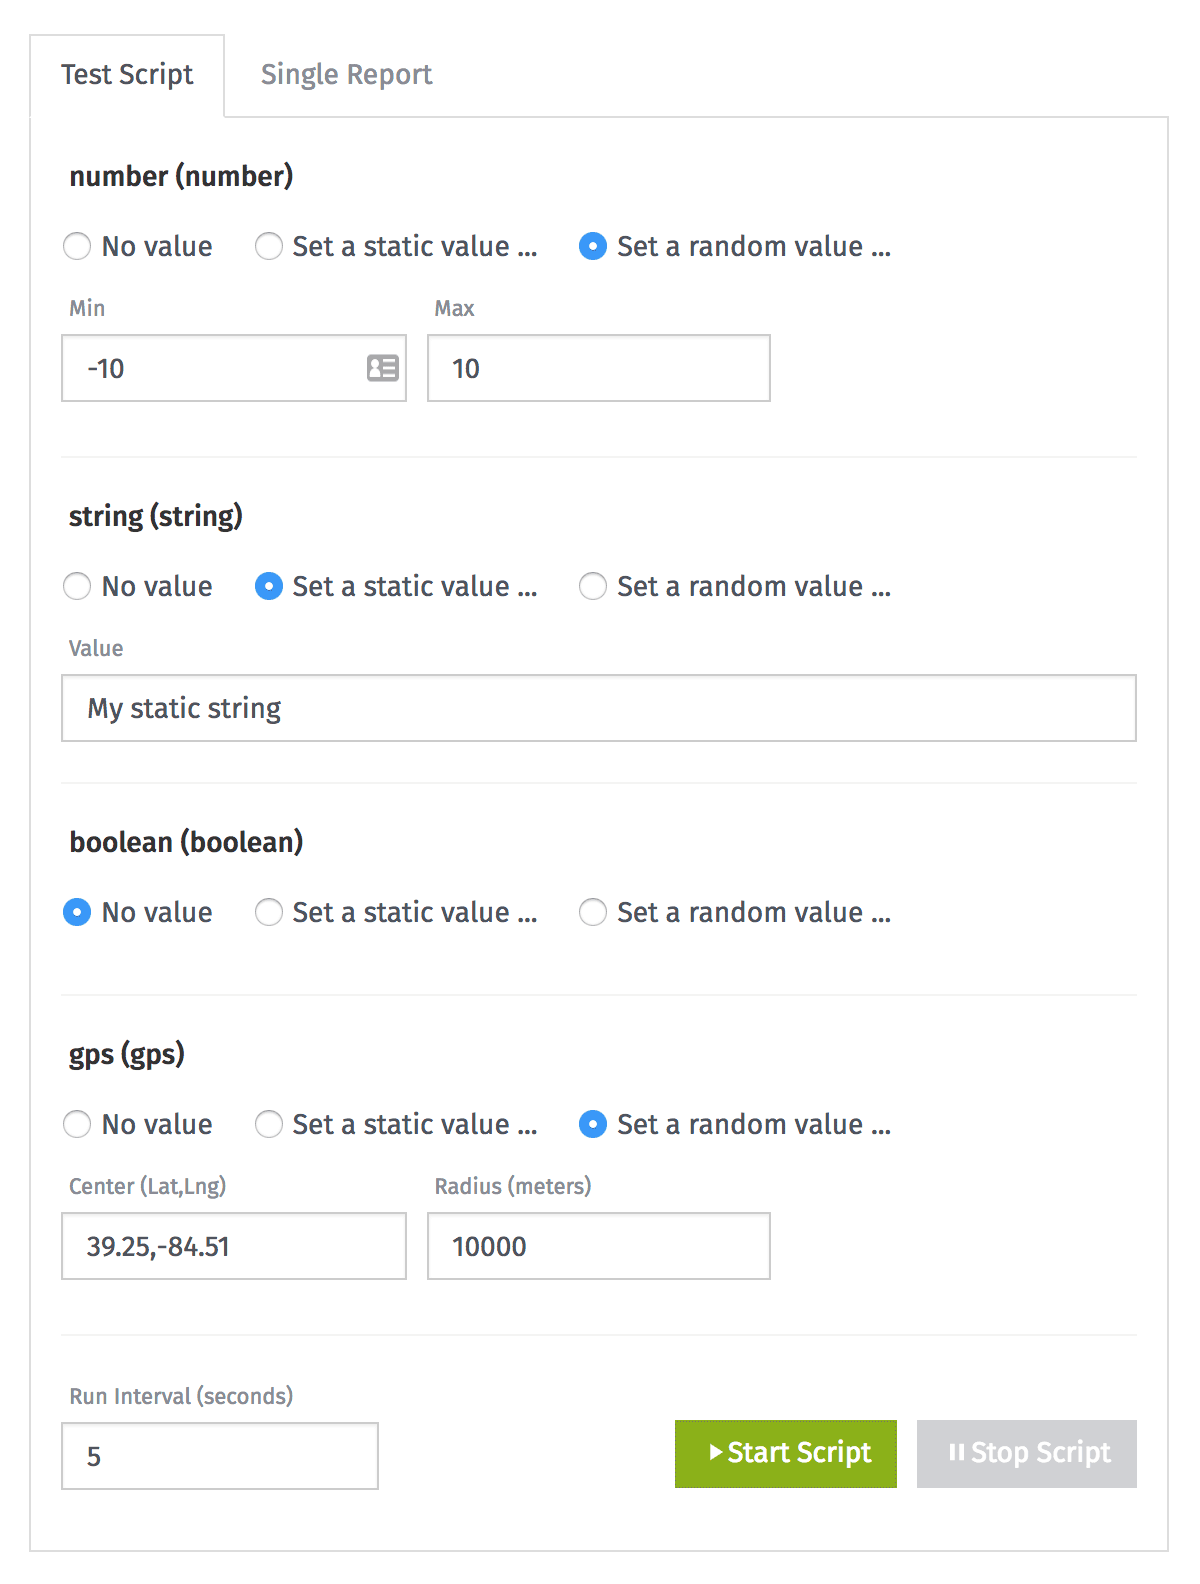 Test Script Single Report
number (number)
No value Set a static value ... Set a random value ...
Min Max
-10 10
string (string)
No value Set a static value ... Set a random value ...
Value
My static string
boolean (boolean)
No value Set a static value ... Set a random value ...
gps (gps)
No value Set a static value ... Set a random value ...
Center (Lat,Lng) Radius (meters)
39.25,-84.51 10000
Run Interval (seconds)
5 Start Script Stop Script